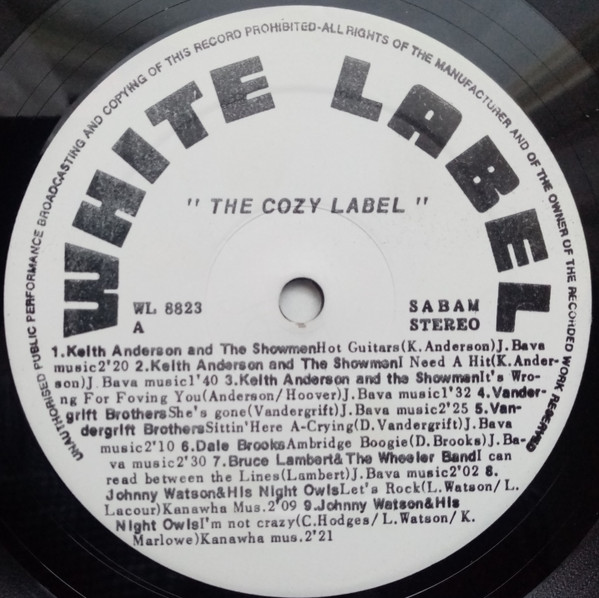 UNAUTHORISED PUBLIC PERFORMANCE BROADCASTING AND COPYING OF THIS RECORD PROHIBITED-ALL RIGHTS OF THE MANUFACTURER AND OF THE OWNER OF THE RECORDED WORK RESERVED
WHITE LABEL
" THE COZY LABEL "
WL 8823
A
SABAM
STEREO
1.Keith Anderson and The ShowmenHot Guitars(K.Anderson)J.Bava
music2'20 2.Keith Anderson and The ShowmanI Need A Hit(K.Ander-
son)J.Bava music1'40 3.Keith Anderson and the ShowmanIt's Wro-
ng For Foving You(Anderson/Hoover)J.Bava music1'32 4.Vander-
grift BrothersShe's gone(Vandergrift)J.Bava music2'25 5.Van-
dergrift BrothersSittin'Here A-Crying(D.Vandergrift)J.Bava
music2'10 6.Dale BrooksAmbridge Boogie(D.Brooks)J.Ba-
va music2'30 7.Bruce Lambert&The Wheeler BandI can
read between the Lines(Lambert)J.Bava music2'02 8.
Johnny Watson&His Night OwlsLet's Rock(L.Watson/L.
Lacour)Kanawha Mus.2'09 9.Johnny Watson&His
Night OwlsI'm not crazy(C.Hodges/L.Watson/K.
Marlowe)Kanawha mus.2'21